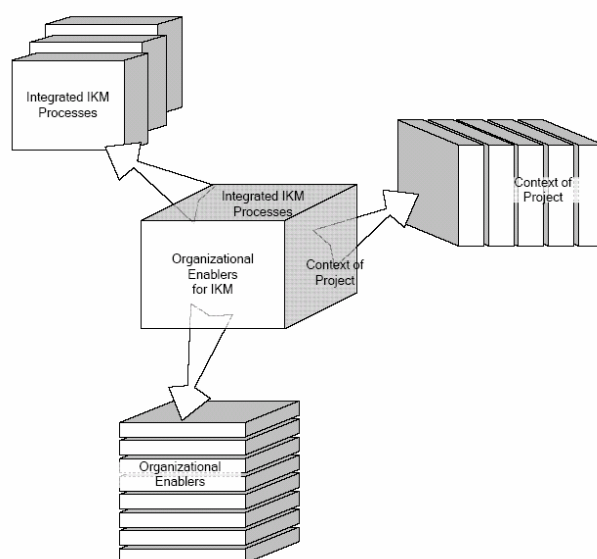 Integrated IKM
Processes
Context of
Project
Integrated IKM
Processes
Organizational
Enablers
for IKM
Context of
Project
Organizational
Enablers